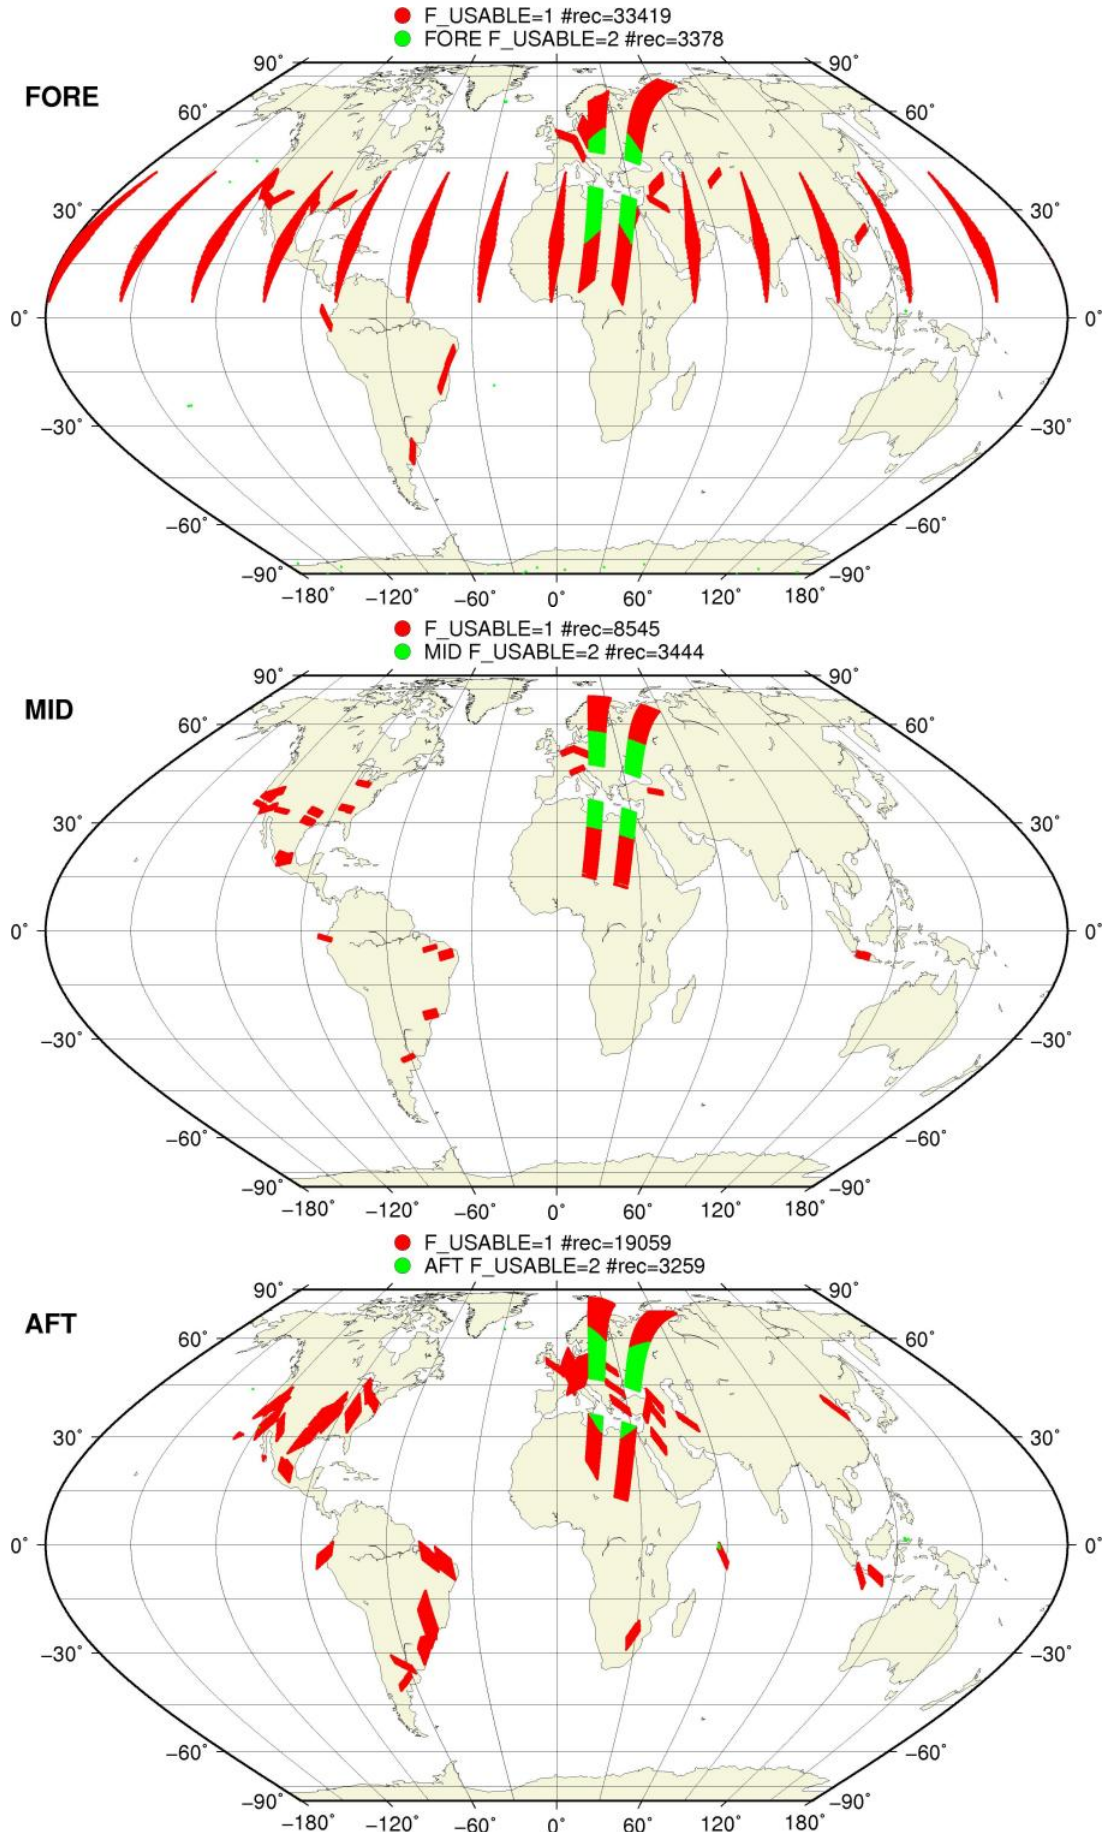 F_USABLE=1 #rec=33419
FORE F_USABLE=2 #rec=3378
FORE
90˚ 90˚
60˚ 60˚
30˚ 30˚
0˚ 0˚
−30˚ −30˚
−60˚ −60˚
−90˚ −90˚
−180˚ −120˚ −60˚ 0˚ 60˚ 120˚ 180˚
F_USABLE=1 #rec=8545
MID F_USABLE=2 #rec=3444
MID
90˚ 90˚
60˚ 60˚
30˚ 30˚
0˚ 0˚
−30˚ −30˚
−60˚ −60˚
−90˚ −90˚
−180˚ −120˚ −60˚ 0˚ 60˚ 120˚ 180˚
F_USABLE=1 #rec=19059
AFT F_USABLE=2 #rec=3259
AFT
90˚ 90˚
60˚ 60˚
30˚ 30˚
0˚ 0˚
−30˚ −30˚
−60˚ −60˚
−90˚ −90˚
−180˚ −120˚ −60˚ 0˚ 60˚ 120˚ 180˚